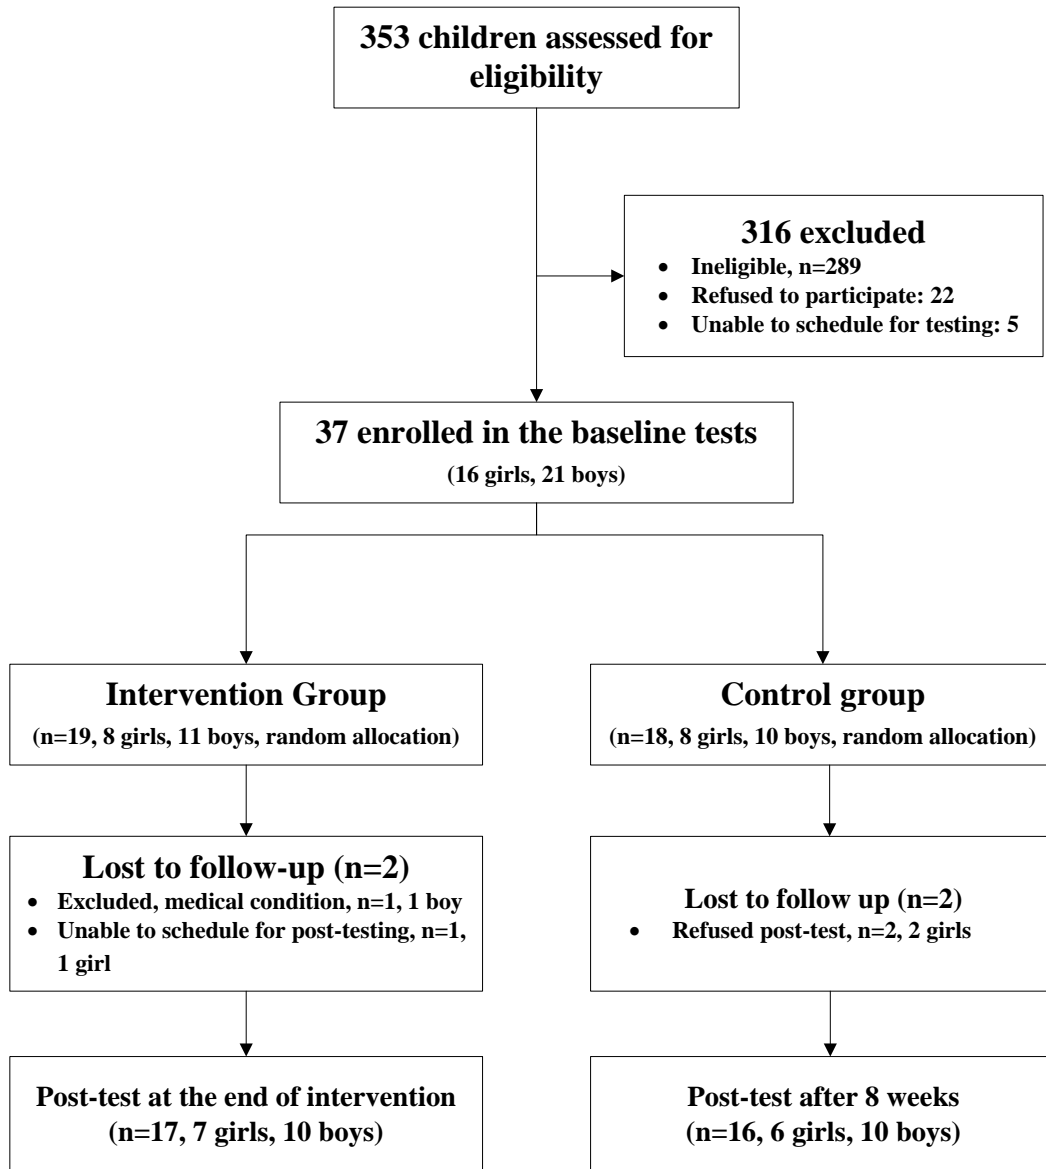 353 children assessed for
eligibility
316 excluded
• Ineligible, n=289
• Refused to participate: 22
• Unable to schedule for testing: 5
37 enrolled in the baseline tests
(16 girls, 21 boys)
Intervention Group
(n=19, 8 girls, 11 boys, random allocation)
Control group
(n=18, 8 girls, 10 boys, random allocation)
Lost to follow-up (n=2)
• Excluded, medical condition, n=1, 1 boy
• Unable to schedule for post-testing, n=1,
1 girl
Lost to follow up (n=2)
• Refused post-test, n=2, 2 girls
Post-test at the end of intervention
(n=17, 7 girls, 10 boys)
Post-test after 8 weeks
(n=16, 6 girls, 10 boys)